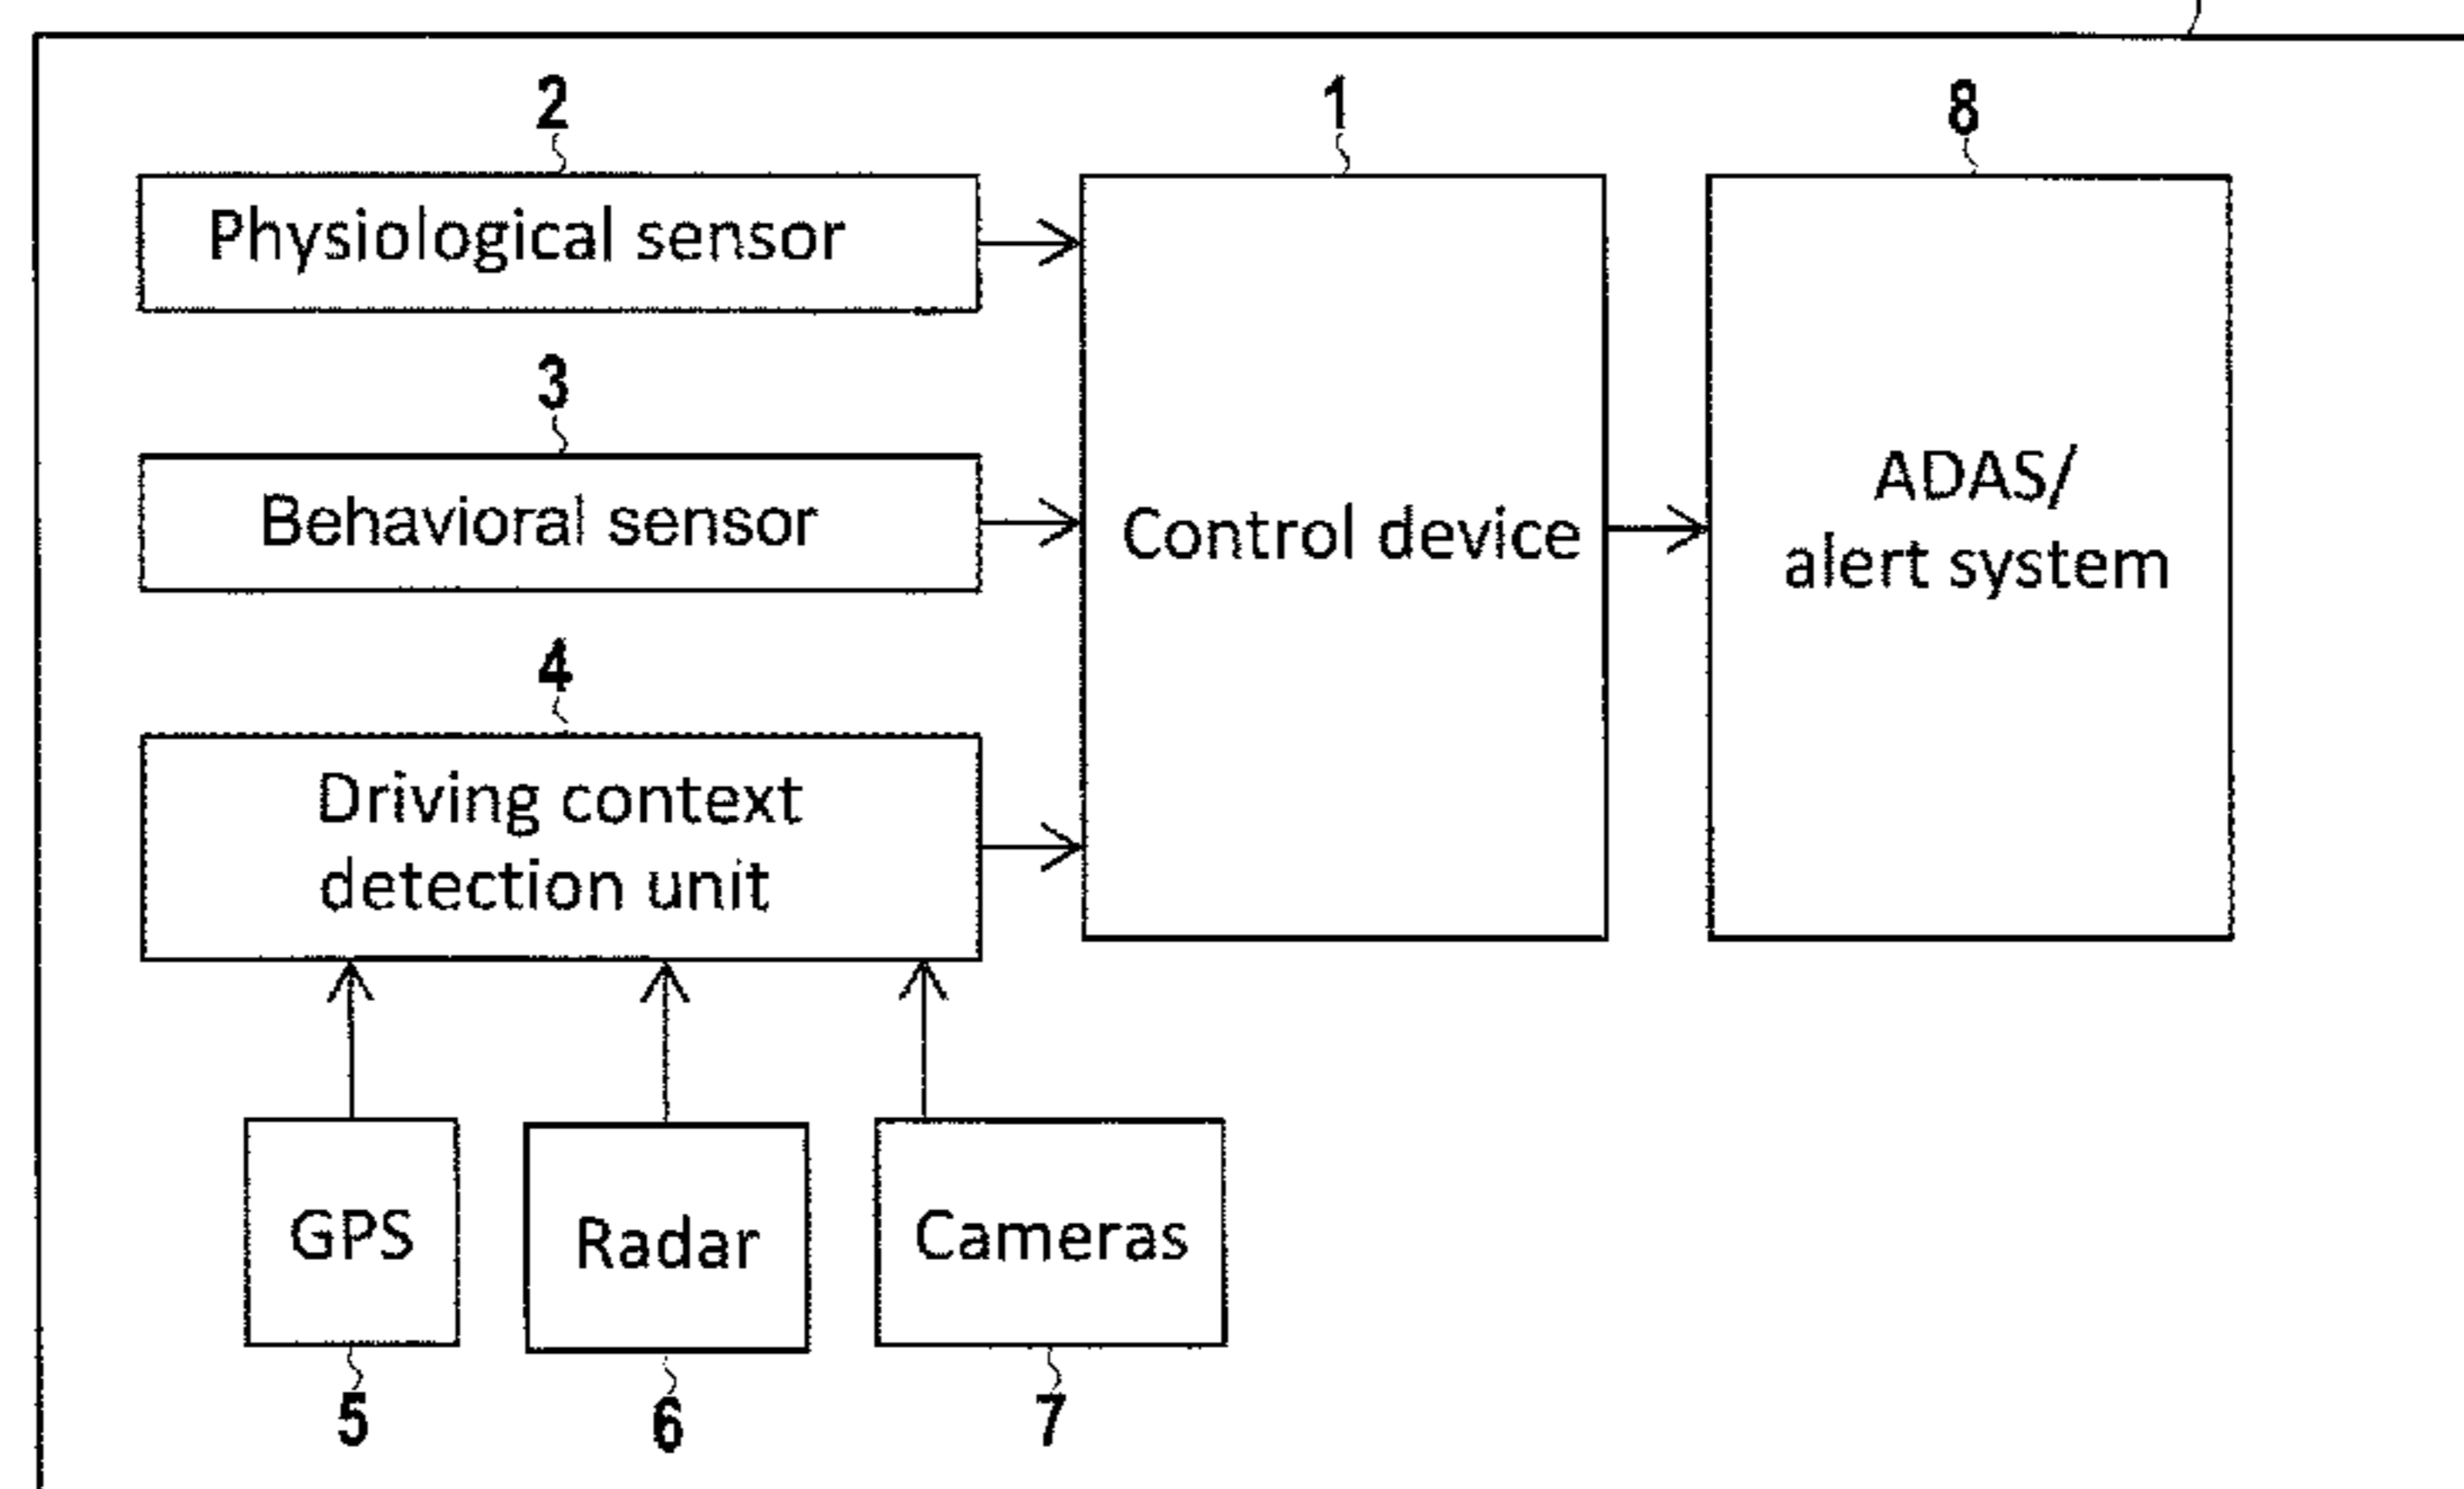 2
1
8
Physiological sensor
3
Behavioral sensor
Control device
ADAS/
alert system
4
Driving context
detection unit
GPS
Radar
Cameras
5
6
7